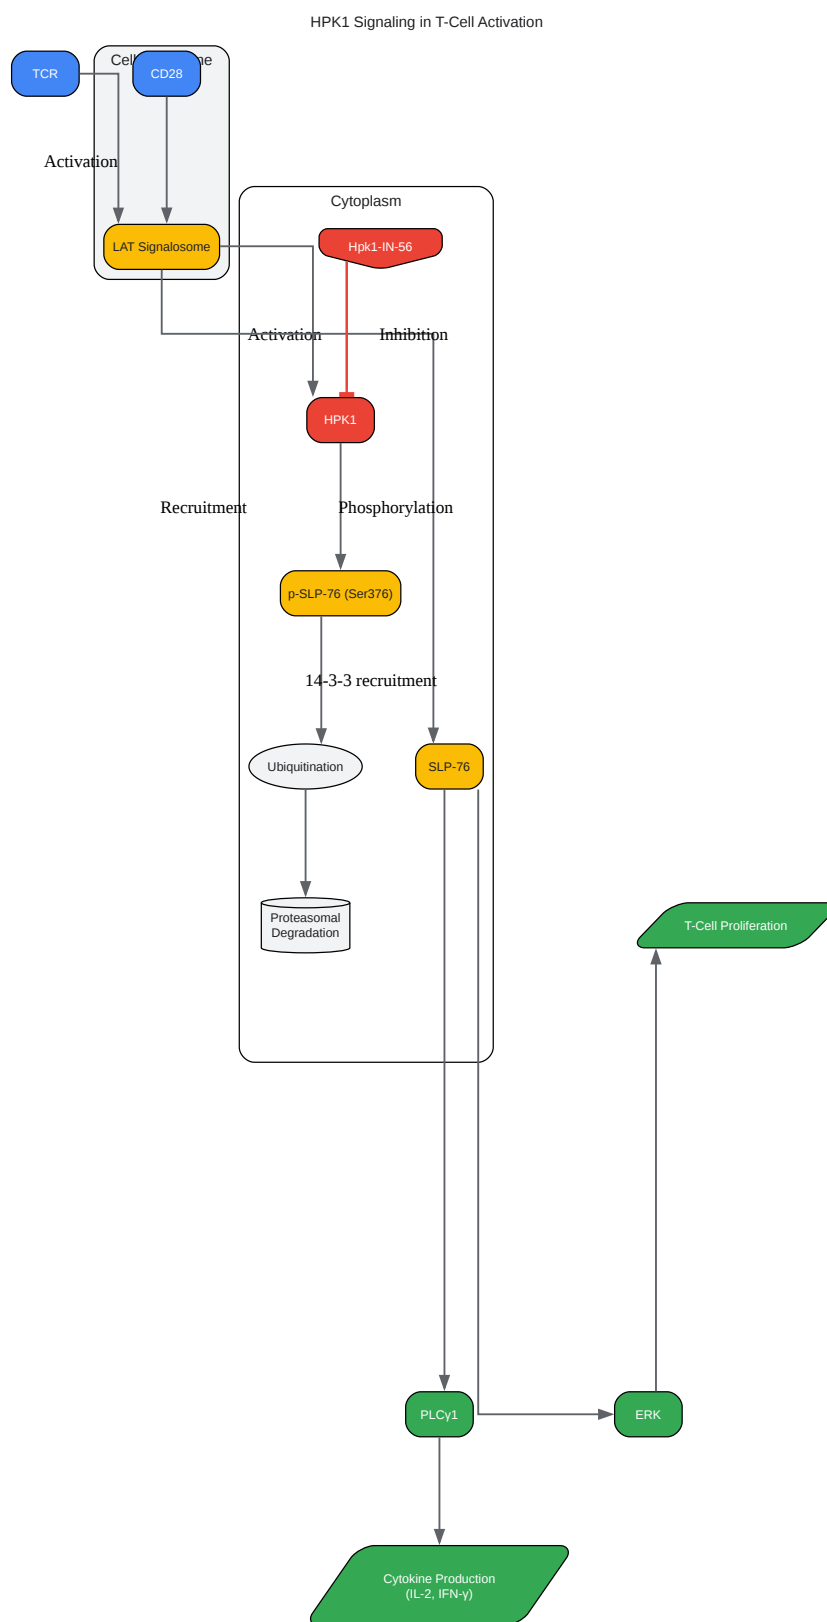 HPK1 Signaling in T-Cell Activation
Cell
ne
TCR
CD28
Activation
Cytoplasm
LAT Signalosome
Hpk1-IN-56
Activation
Inhibition
HPK1
Recruitment
Phosphorylation
p-SLP-76 (Ser376)
14-3-3 recruitment
Ubiquitination
SLP-76
Proteasomal
Degradation
T-Cell Proliferation
PLCγ1
ERK
Cytokine Production
(IL-2, IFN-γ)